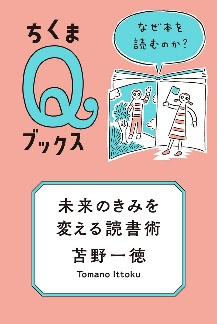 ちくま
Q
ブックス
なぜ本を
読むのか?
未来のきみを
変える読書術
苫野一徳
Tomano Ittoku